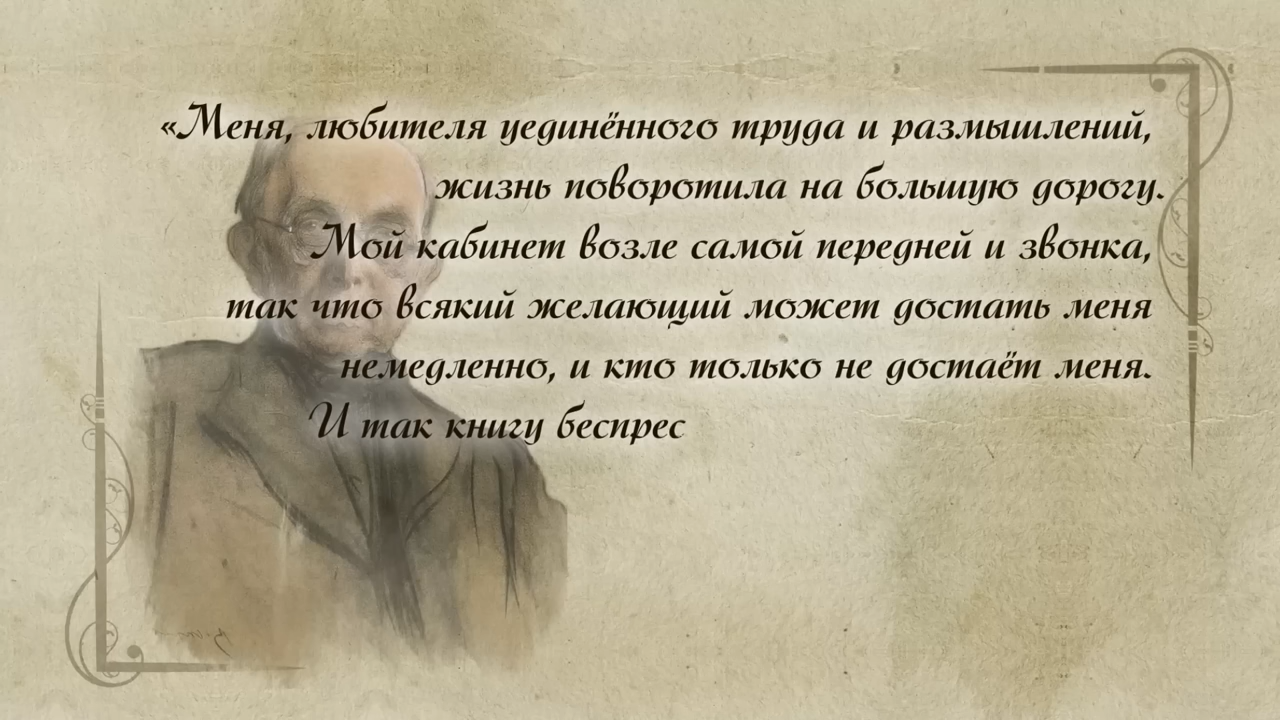 «Меня, любителя уединённого труда и размышлений,
жизнь поворотила на большую дорогу.
Мой кабинет возле самой передней и звонка,
так что всякий желающий может достать меня
немедленно, и кто только не достаёт меня.
И так книгу беспрес